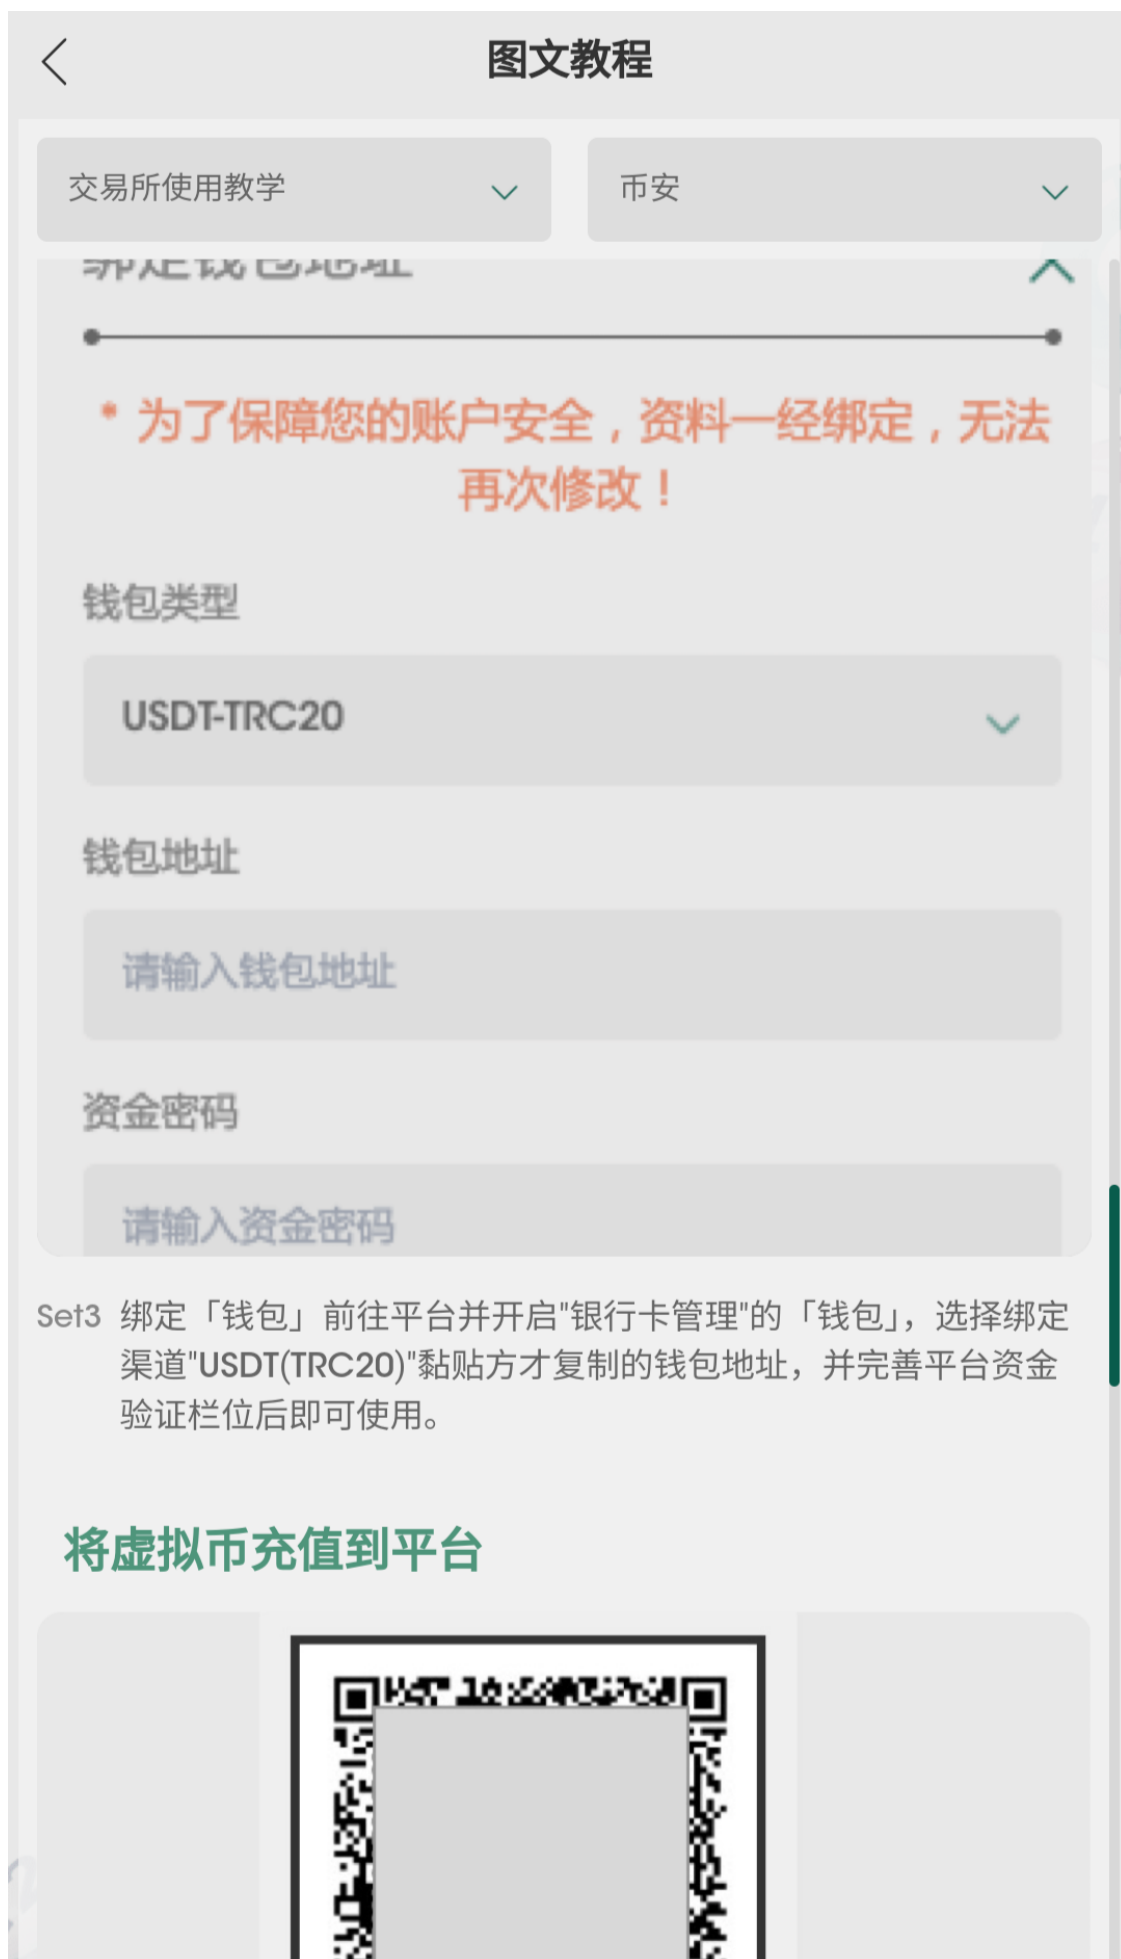 图文教程
交易所使用教学
币安
绑定钱包地址
* 为了保障您的账户安全，资料一经绑定，无法
再次修改！
钱包类型
USDT-TRC20
钱包地址
请输入钱包地址
资金密码
请输入资金密码
Set3 绑定「钱包」前往平台并开启"银行卡管理"的「钱包」，选择绑定
渠道"USDT(TRC20)"黏贴方才复制的钱包地址，并完善平台资金
验证栏位后即可使用。
将虚拟币充值到平台